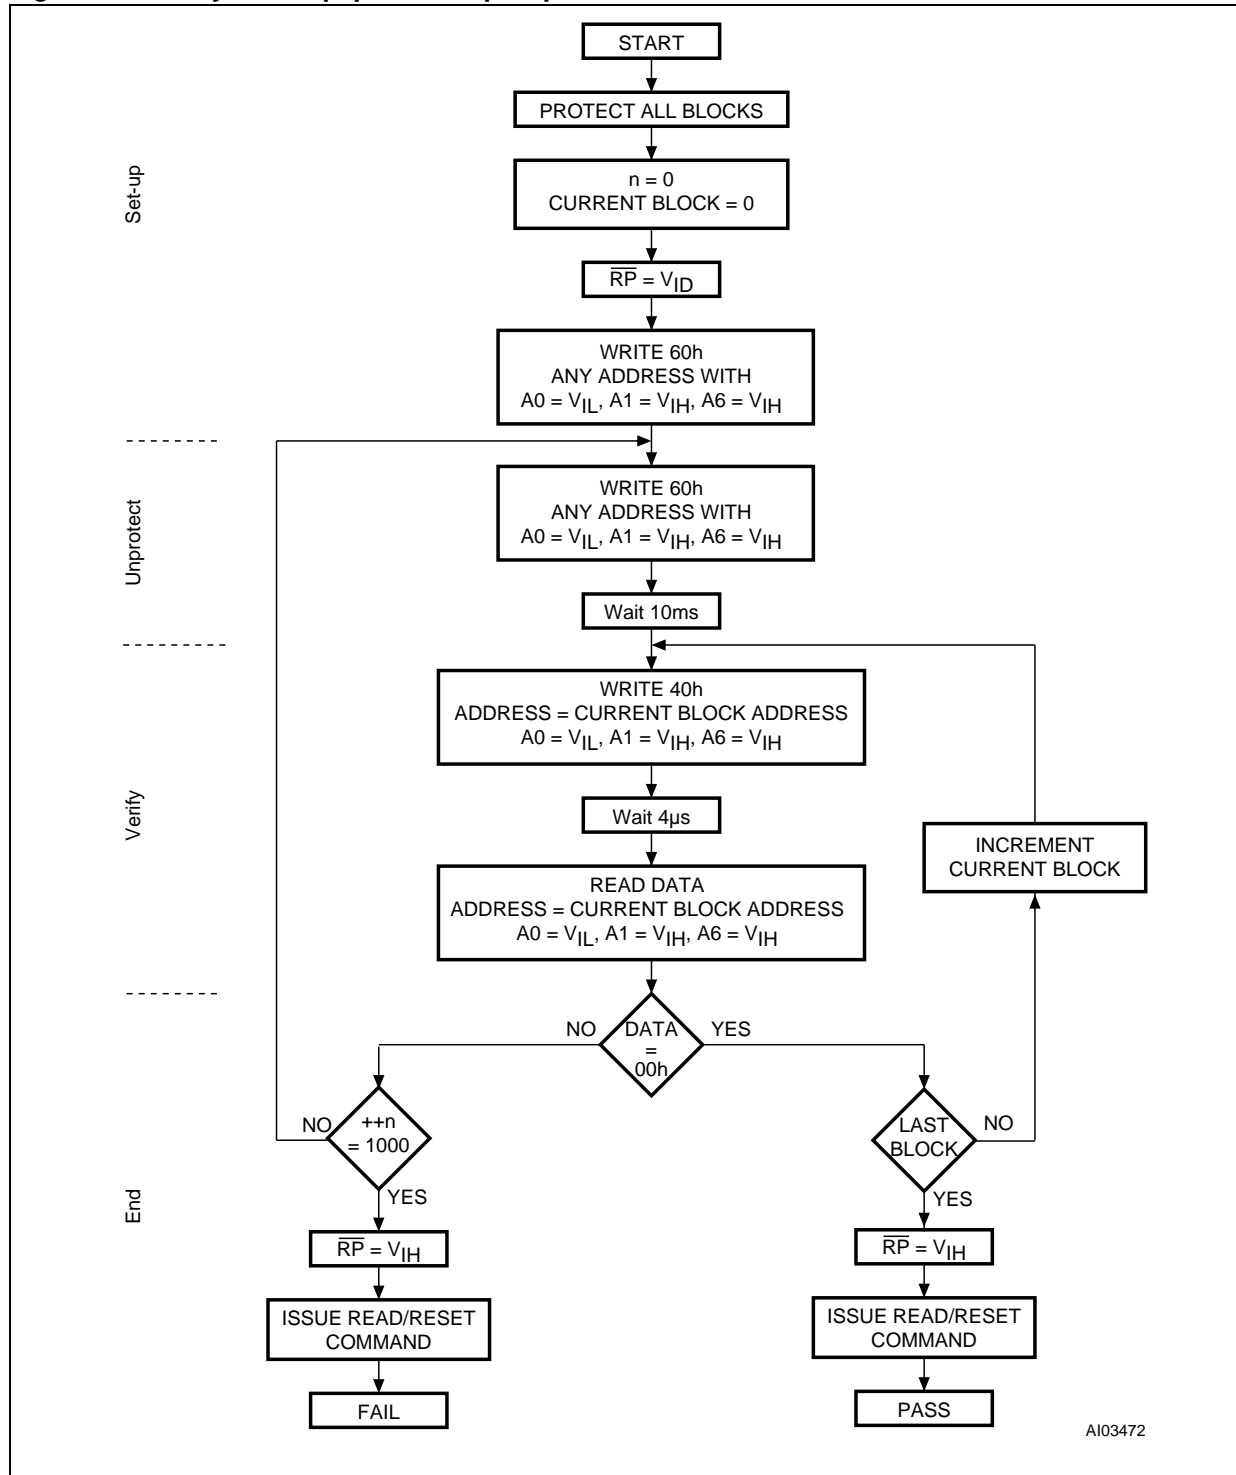 START
PROTECT ALL BLOCKS
Set-up
n = 0
CURRENT BLOCK = 0
RP = VID
WRITE 60h
ANY ADDRESS WITH
A0 = VIL, A1 = VIH, A6 = VIH
Unprotect
WRITE 60h
ANY ADDRESS WITH
A0 = VIL, A1 = VIH, A6 = VIH
Wait 10ms
Verify
WRITE 40h
ADDRESS = CURRENT BLOCK ADDRESS
A0 = VIL, A1 = VIH, A6 = VIH
Wait 4µs
INCREMENT
CURRENT BLOCK
READ DATA
ADDRESS = CURRENT BLOCK ADDRESS
A0 = VIL, A1 = VIH, A6 = VIH
End
NO
DATA
=
00h
YES
NO
++n
= 1000
YES
LAST
BLOCK
NO
YES
RP = VIH
RP = VIH
ISSUE READ/RESET
COMMAND
ISSUE READ/RESET
COMMAND
FAIL
PASS
AI03472